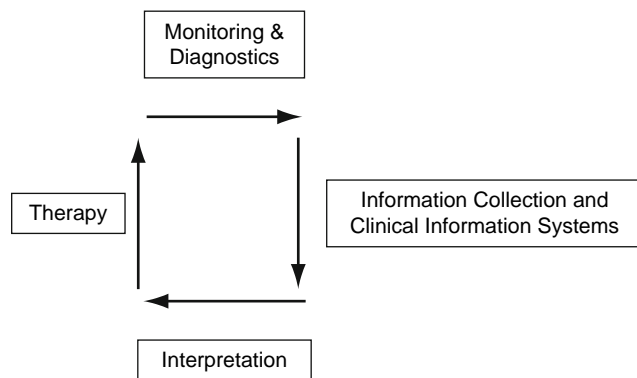 Monitoring &
Diagnostics
Therapy
Information Collection and
Clinical Information Systems
Interpretation